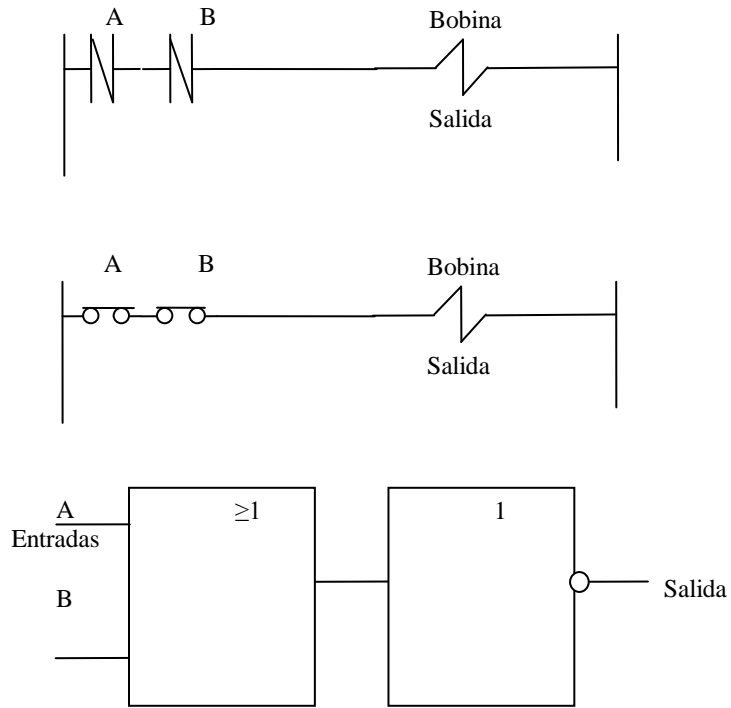 A B Bobina
Salida
A B Bobina
Salida
A ≥1 1
Entradas
B Salida